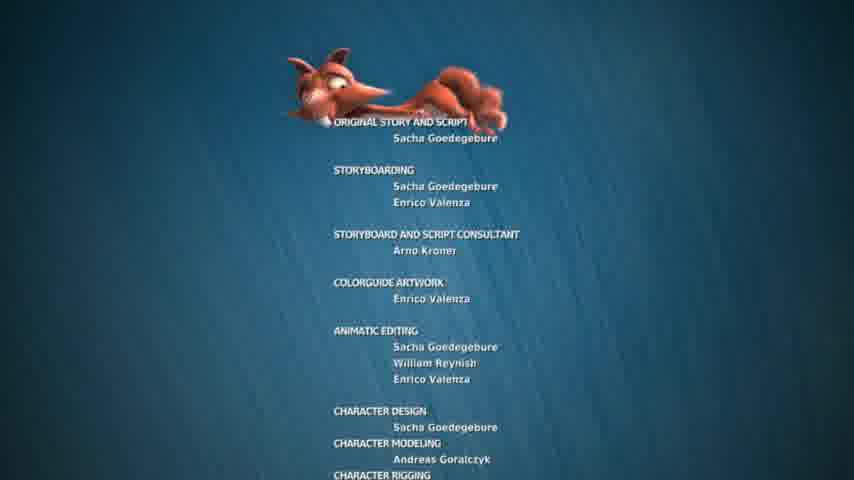 ORIGINAL STORY AND SCRIPT
Sacha Goedegebure
STORYBOARDING
Sacha Goedegebure
Enrico Valenza
STORYBOARD AND SCRIPT CONSULTANT
Arno Kroner
COLORGUIDE ARTWORK
Enrico Valenza
ANIMATIC EDITING
Sacha Goedegebure
William Reynish
Enrico Valenza
CHARACTER DESIGN
Sacha Goedegebure
CHARACTER MODELING
Andreas Goralczyk
CHARACTER RIGGING